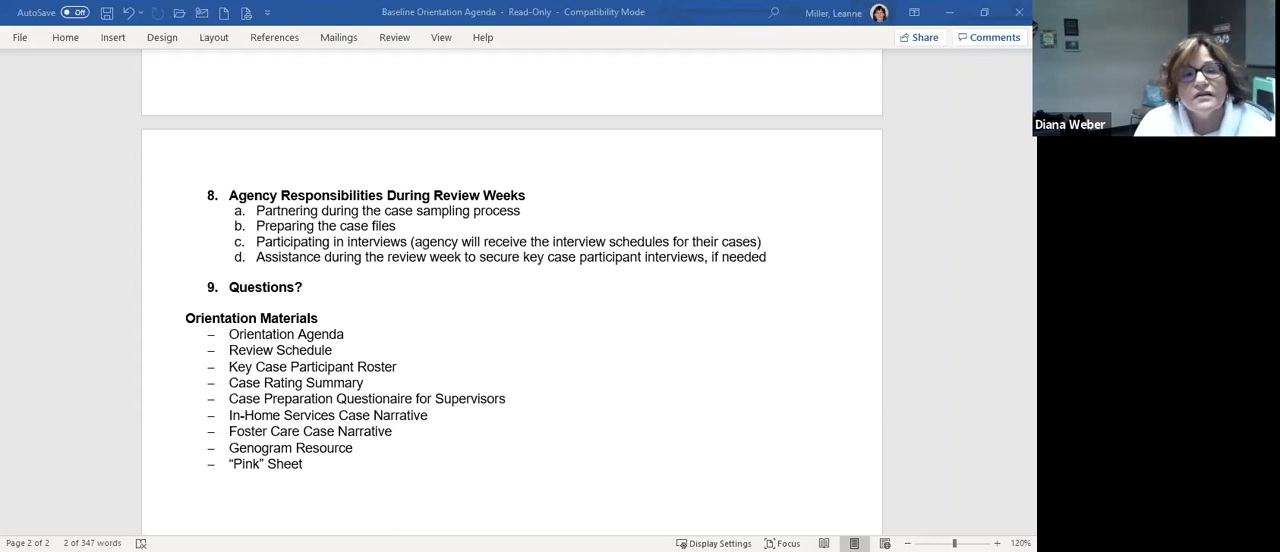 AutoSave Off Baseline Orientation Agenda - Read-Only - Compatibility Mode Miller, Leanne
File Home Insert Design Layout References Mailings Review View Help Share Comments
Diana Weber
8. Agency Responsibilities During Review Weeks
a. Partnering during the case sampling process
b. Preparing the case files
c. Participating in interviews (agency will receive the interview schedules for their cases)
d. Assistance during the review week to secure key case participant interviews, if needed
9. Questions?
Orientation Materials
– Orientation Agenda
– Review Schedule
– Key Case Participant Roster
– Case Rating Summary
– Case Preparation Questionaire for Supervisors
– In-Home Services Case Narrative
– Foster Care Case Narrative
– Genogram Resource
– “Pink” Sheet
Page 2 of 2 2 of 347 words Display Settings Focus 120%